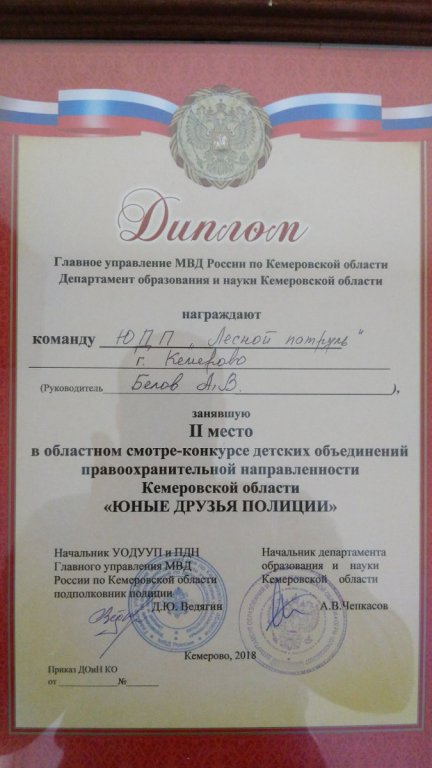 Диплом
Главное управление МВД России по Кемеровской области
Департамент образования и науки Кемеровской области
награждают
команду ЮДП „Лесной патруль"
г. Кемерово
(Руководитель Белов А.В. ),
занявшую
II место
в областном смотре-конкурсе детских объединений
правоохранительной направленности
Кемеровской области
«ЮНЫЕ ДРУЗЬЯ ПОЛИЦИИ»
Начальник УОДУУП и ПДН
Главного управления МВД
России по Кемеровской области
подполковник полиции
Д.Ю. Ведягин
Начальник департамента
образования и науки
Кемеровской области
А.В.Чепкасов
Кемерово, 2018
Приказ ДОиН КО
от ____________№_______